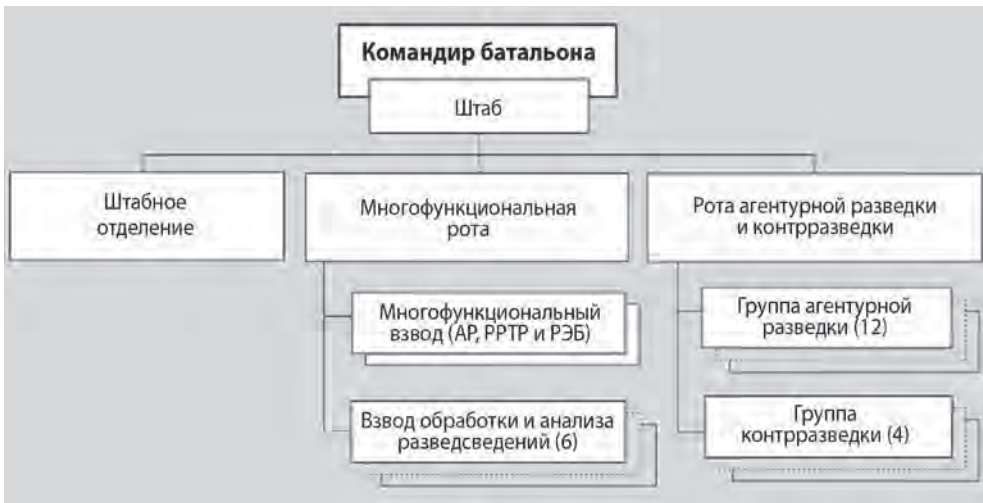 Командир батальона
Штаб
Штабное
отделение
Многофункциональная
рота
Рота агентурной разведки
и контрразведки
Многофункциональный
взвод (АР, РРТР и РЭБ)
Взвод обработки и анализа
разведсведений (6)
Группа агентурной
разведки (12)
Группа
контрразведки (4)